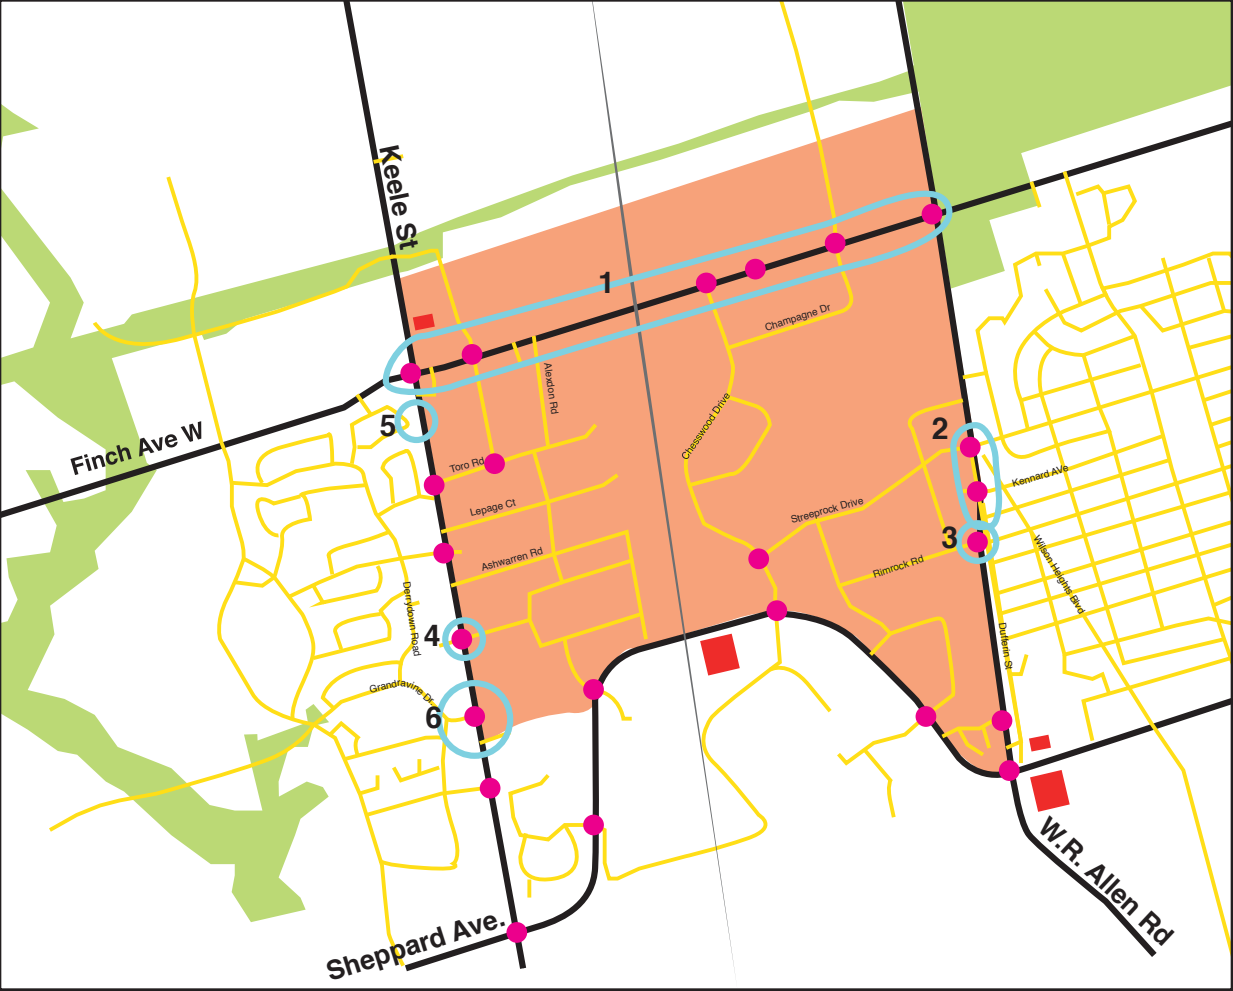 Keele St
1
Champagne Dr
Alexdon Rd
Chesswood Drive
5
2
Finch Ave W
Toro Rd
Kennard AVe
Lepage Ct
Streeprock Drive
3
Ashwarren Rd
Rimrock Rd
Wilson Heights Blvd
Derrydown Road
4
Dufferin St
Grandravine Dr.
6
W.R. Allen Rd
Sheppard Ave.